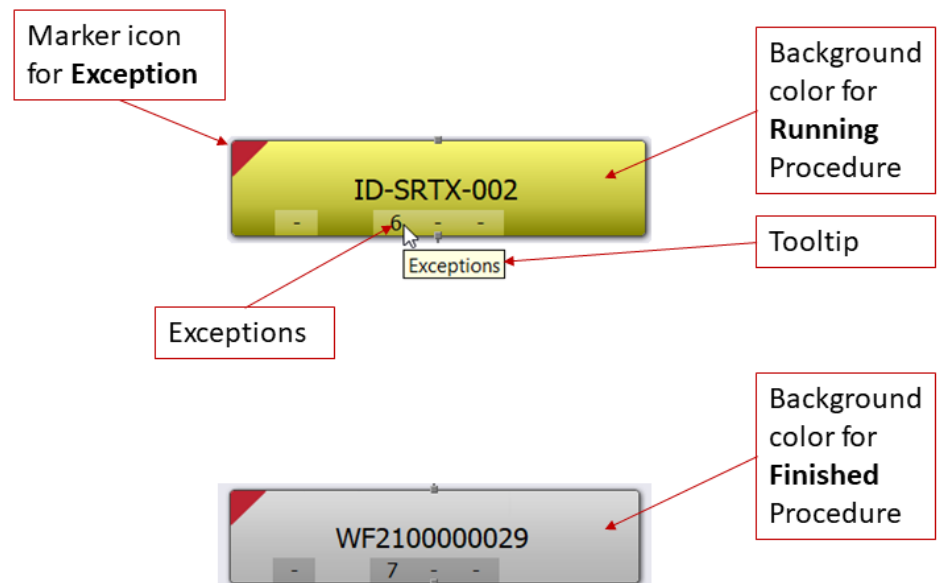 Marker icon
for Exception
Background
color for
Running
Procedure
ID-SRTX-002
- 6 - -
Exceptions
Tooltip
Exceptions
Background
color for
Finished
Procedure
WF2100000029
- 7 - -